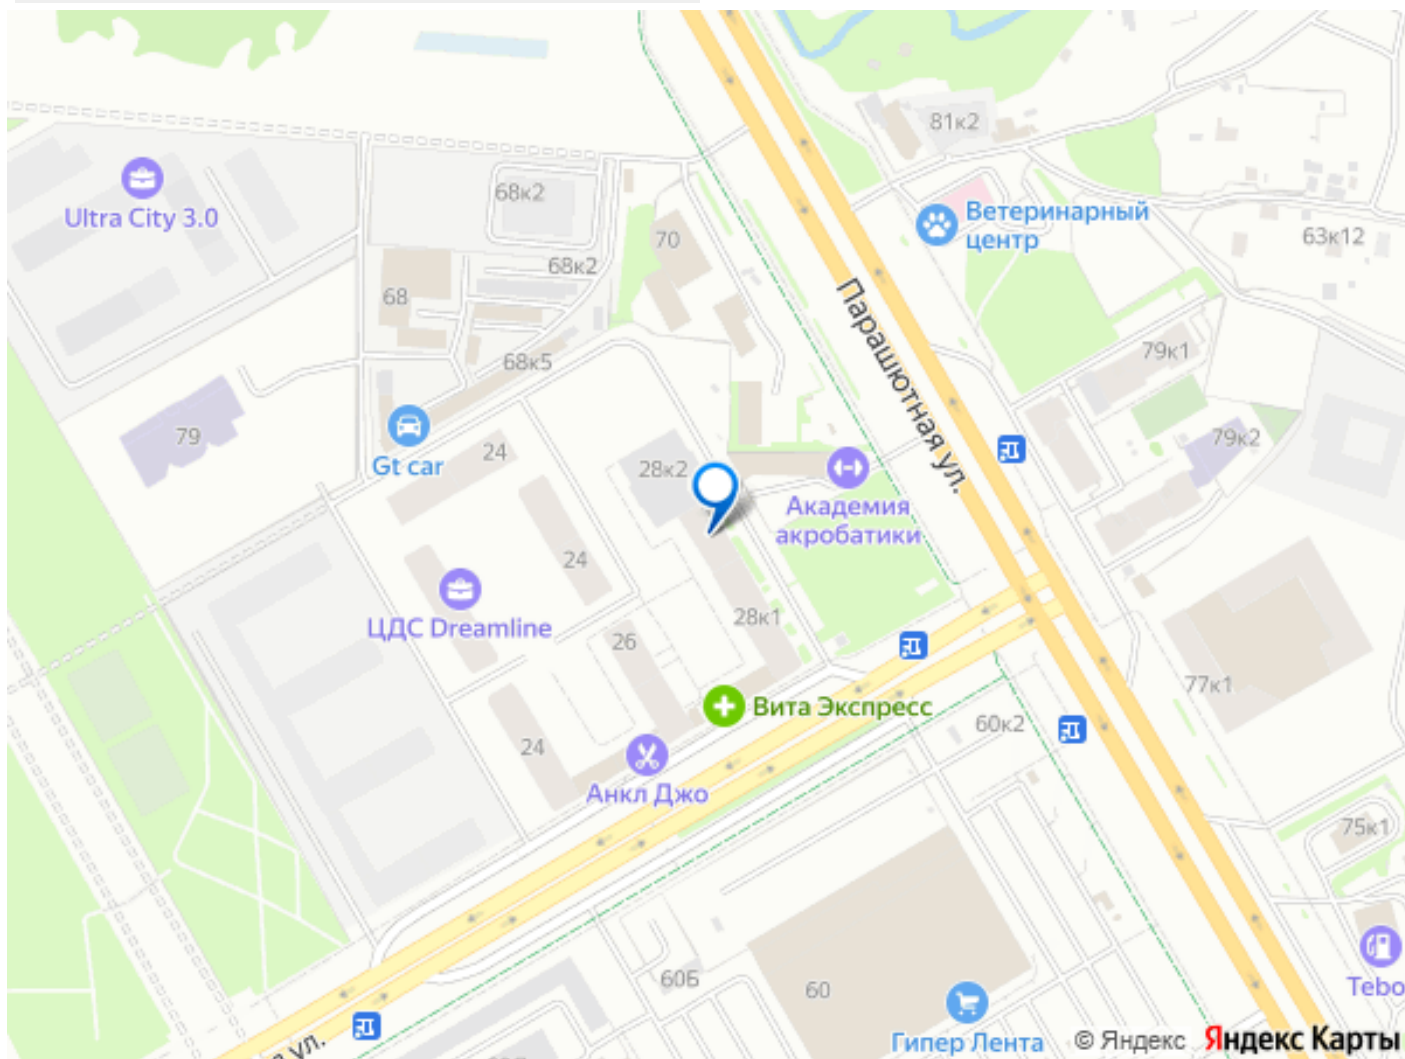 81к2
68к2
Ultra City 3.0
Ветеринарный
центр
70
63к12
68к2
68
Парашютная ул.
79к1
68к5
79
24
79к2
Gt car
28к2
Академия
акробатики
24
28к1
ЦДС Dreamline
26
77к1
Вита Экспресс
60к2
24
Анкл Джо
75к1
60Б
60
Tebo
ул.
Гипер Лента
© Яндекс Яндекс Карты